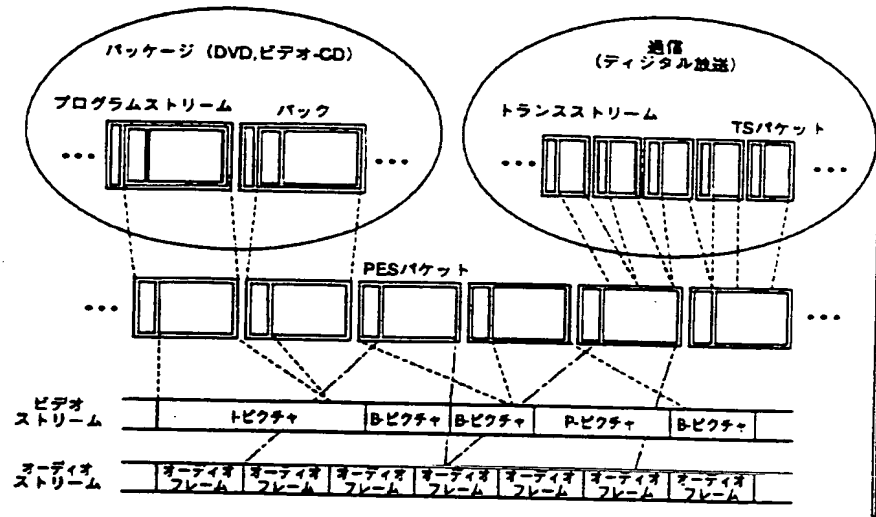 パッケージ（DVD,ビデオ-CD）
プログラムストリーム
パック
通信
（ディジタル放送）
トランスストリーム
TSパケット
PESパケット
ビデオ
ストリーム
I-ピクチャ
B-ピクチャ
B-ピクチャ
P-ピクチャ
B-ピクチャ
オーディオ
ストリーム
オーディオ
フレーム
オーディオ
フレーム
オーディオ
フレーム
オーディオ
フレーム
オーディオ
フレーム
オーディオ
フレーム
オーディオ
フレーム